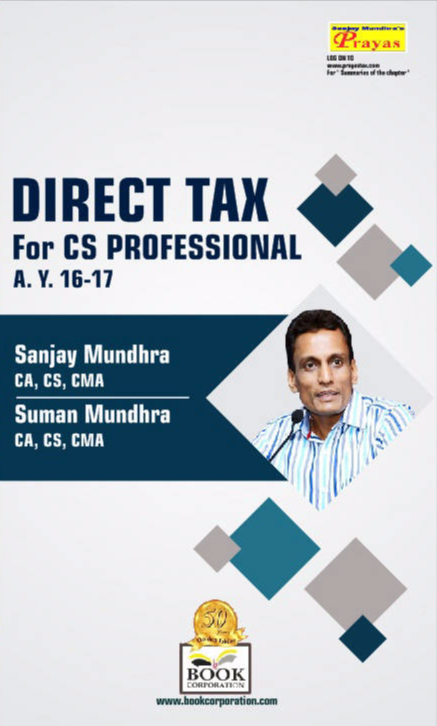 Sanjay Mundhra's
Prayas
LOG ON TO
www.prayastax.com
For "Summaries of the chapter"
DIRECT TAX
For CS PROFESSIONAL
A. Y. 16-17
Sanjay Mundhra
CA, CS, CMA
Suman Mundhra
CA, CS, CMA
50
BOOK
CORPORATION
www.bookcorporation.com